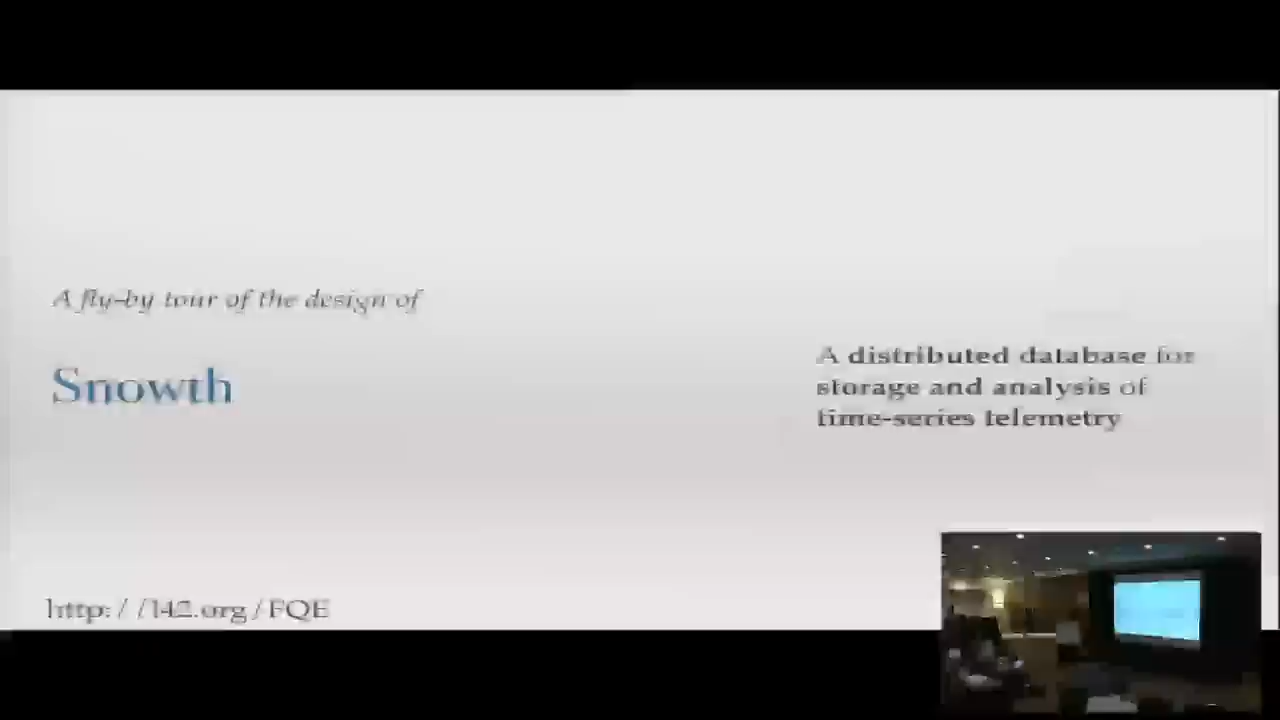 A fly-by tour of the design of
Snowth
A distributed database for
storage and analysis of
time-series telemetry
http://l42.org/FQE